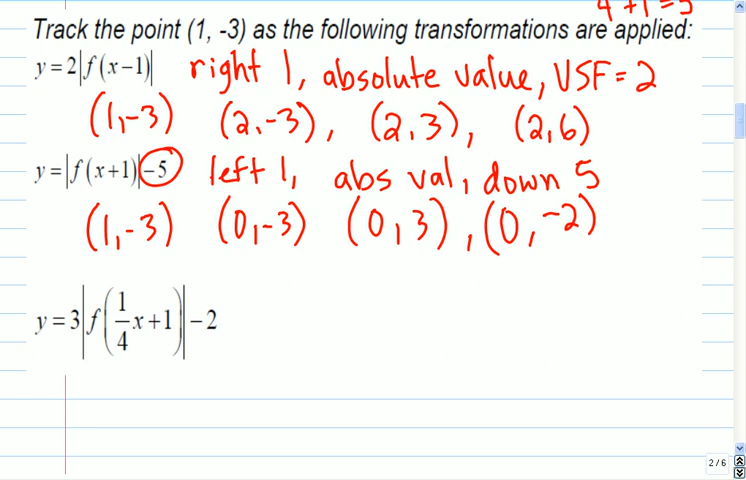 4 + 1 = 5
Track the point (1, -3) as the following transformations are applied:
y = 2|f(x−1)| right 1, absolute value, VSF = 2
(1,-3) (2,-3), (2,3), (2,6)
y = |f(x+1)|−5 left 1, abs val, down 5
(1,-3) (0,-3) (0,3), (0,-2)
y = 3|f(1/4 x+1)|−2
2/6